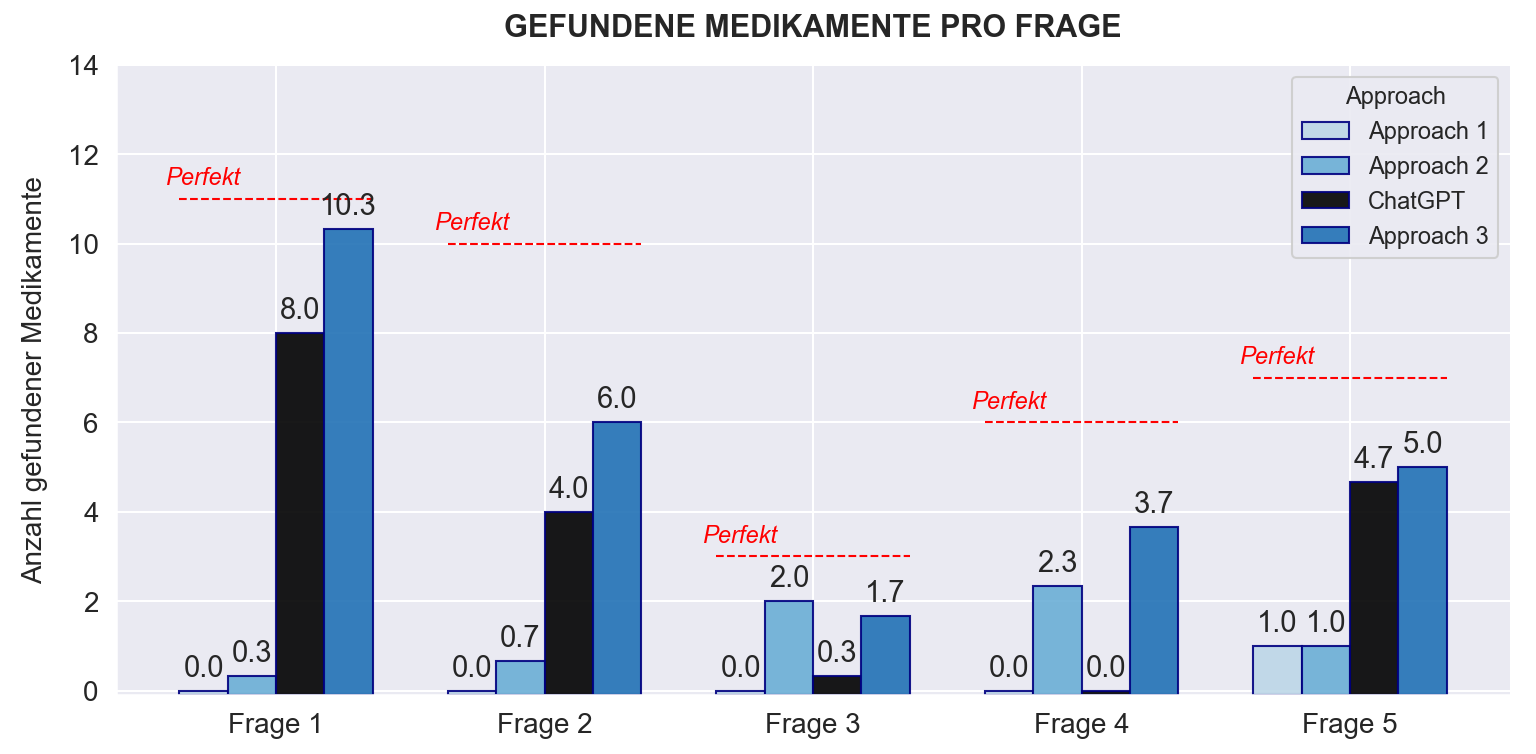 GEFUNDENE MEDIKAMENTE PRO FRAGE
Anzahl gefundener Medikamente
14
12
10
8
6
4
2
0
Approach
Approach 1
Approach 2
ChatGPT
Approach 3
Perfekt
0.0
0.3
8.0
10.3
Perfekt
0.0
0.7
4.0
6.0
Perfekt
0.0
2.0
0.3
1.7
Perfekt
0.0
2.3
0.0
3.7
Perfekt
1.0
1.0
4.7
5.0
Frage 1
Frage 2
Frage 3
Frage 4
Frage 5